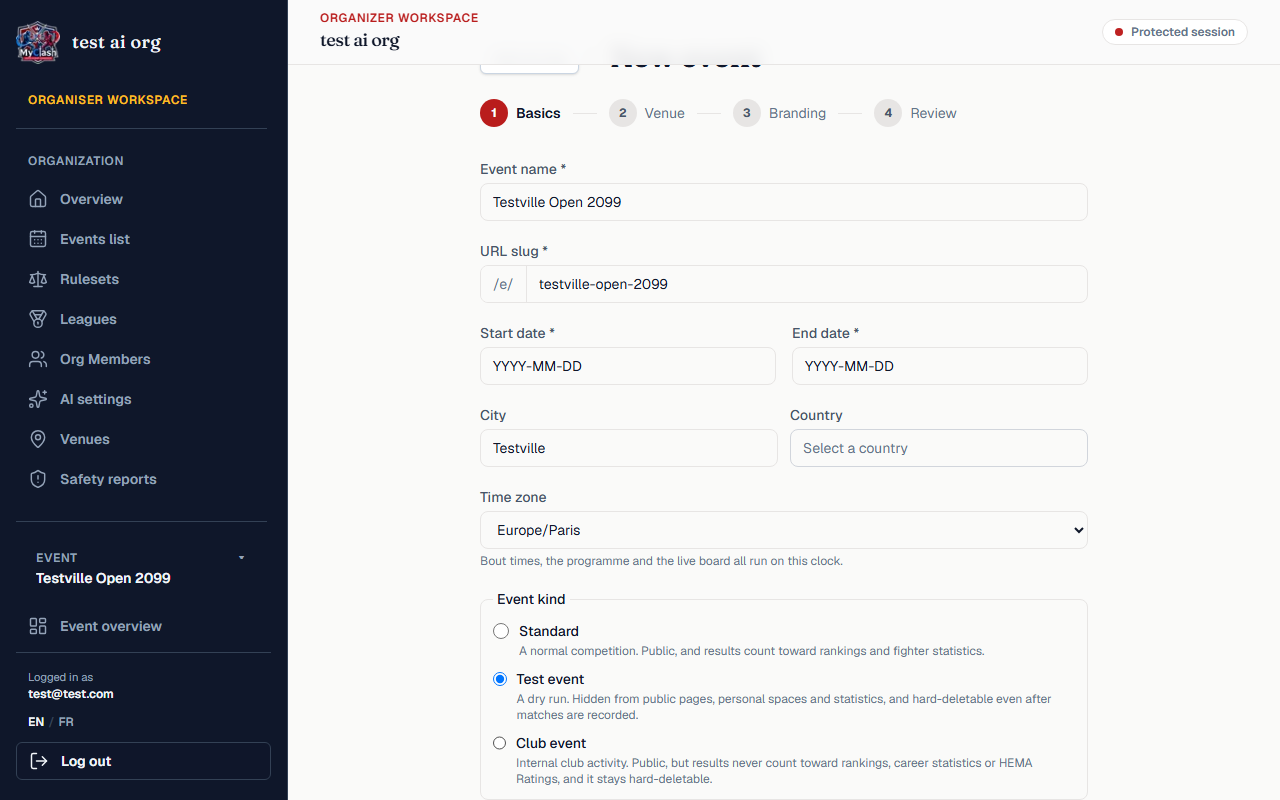 MyClash
test ai org
ORGANISER WORKSPACE
ORGANIZATION
Overview
Events list
Rulesets
Leagues
Org Members
AI settings
Venues
Safety reports
EVENT
Testville Open 2099
Event overview
Logged in as
test@test.com
EN / FR
Log out
ORGANIZER WORKSPACE
test ai org
Protected session
New event
1 Basics
2 Venue
3 Branding
4 Review
Event name *
Testville Open 2099
URL slug *
/e/ testville-open-2099
Start date * End date *
YYYY-MM-DD YYYY-MM-DD
City Country
Testville Select a country
Time zone
Europe/Paris
Bout times, the programme and the live board all run on this clock.
Event kind
Standard
A normal competition. Public, and results count toward rankings and fighter statistics.
Test event
A dry run. Hidden from public pages, personal spaces and statistics, and hard-deletable even after
matches are recorded.
Club event
Internal club activity. Public, but results never count toward rankings, career statistics or HEMA
Ratings, and it stays hard-deletable.